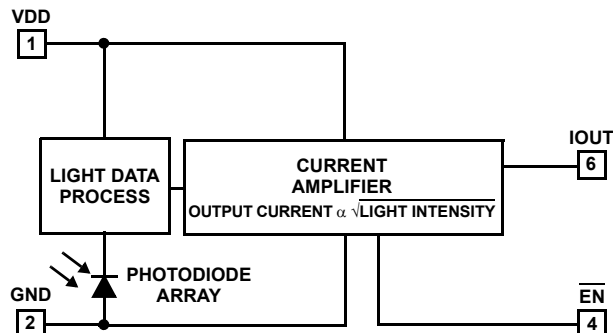 VDD
1
IOUT
6
LIGHT DATA
PROCESS
CURRENT
AMPLIFIER
OUTPUT CURRENT α √LIGHT INTENSITY
PHOTODIODE
ARRAY
GND
2
EN
4